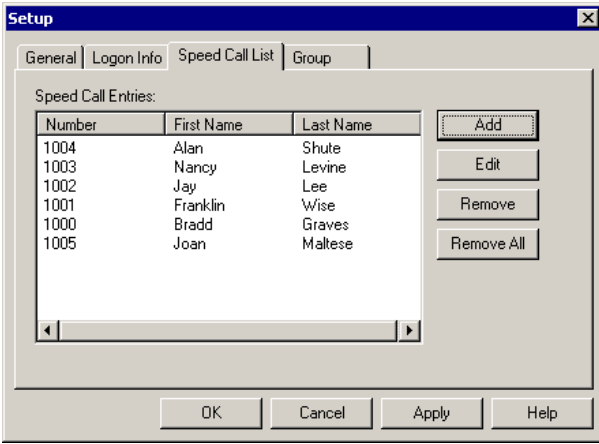 Setup
General Logon Info Speed Call List Group
Speed Call Entries:
Number First Name Last Name
1004 Alan Shute
1003 Nancy Levine
1002 Jay Lee
1001 Franklin Wise
1000 Bradd Graves
1005 Joan Maltese
Add
Edit
Remove
Remove All
OK Cancel Apply Help